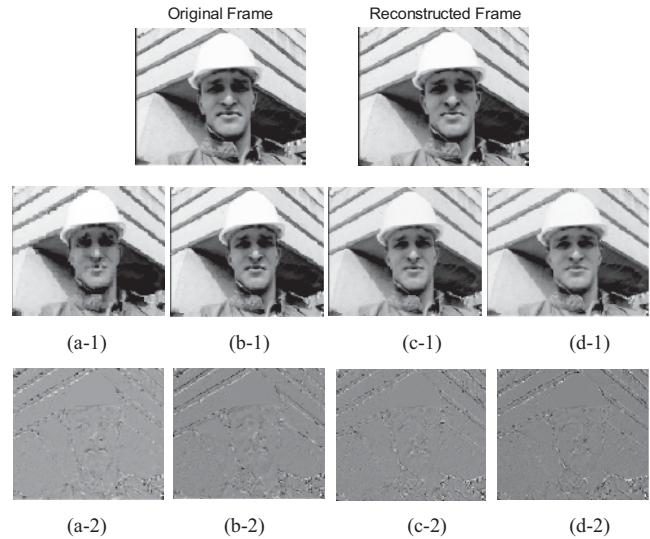 Original Frame Reconstructed Frame
(a-1) (b-1) (c-1) (d-1)
(a-2) (b-2) (c-2) (d-2)